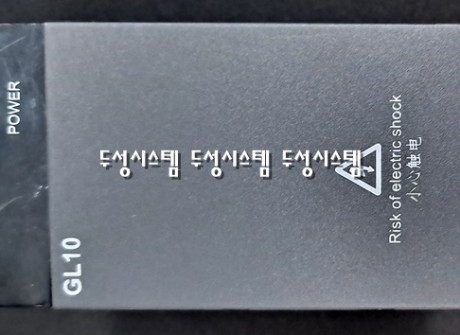 POWER
GL10
두성시스템 두성시스템 두성시스템
Risk of electric shock
小心触电